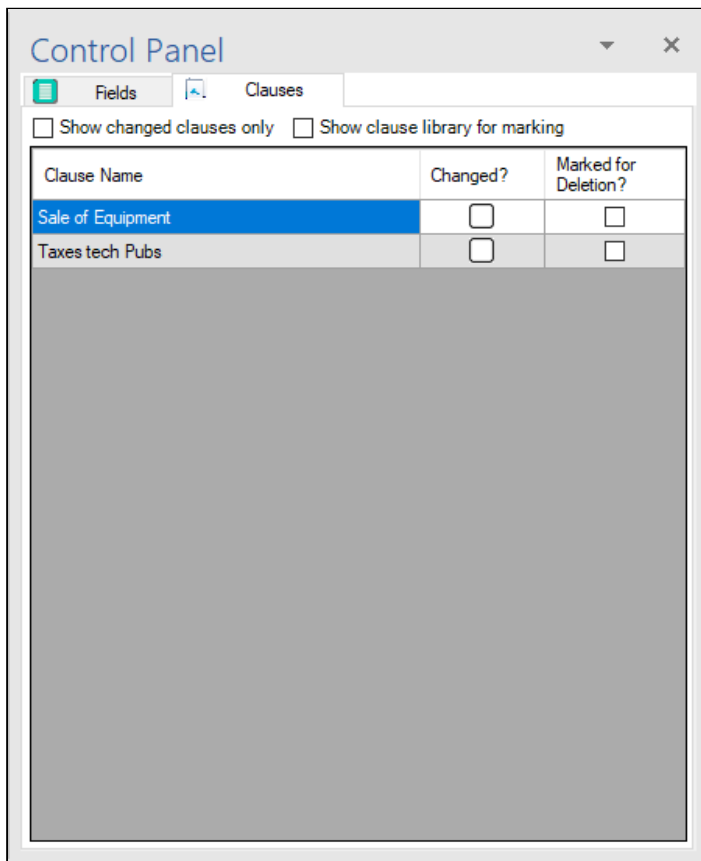 Control Panel
Fields
Clauses
Show changed clauses only
Show clause library for marking
Clause Name
Changed?
Marked for
Deletion?
Sale of Equipment
Taxes tech Pubs